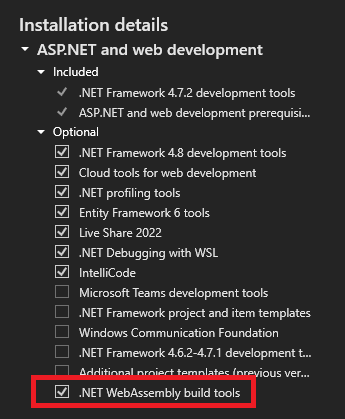 Installation details
ASP.NET and web development
Included
.NET Framework 4.7.2 development tools
ASP.NET and web development prerequisi...
Optional
.NET Framework 4.8 development tools
Cloud tools for web development
.NET profiling tools
Entity Framework 6 tools
Live Share 2022
.NET Debugging with WSL
IntelliCode
Microsoft Teams development tools
.NET Framework project and item templates
Windows Communication Foundation
.NET Framework 4.6.2-4.7.1 development t...
Additional project templates (previous ver...
.NET WebAssembly build tools